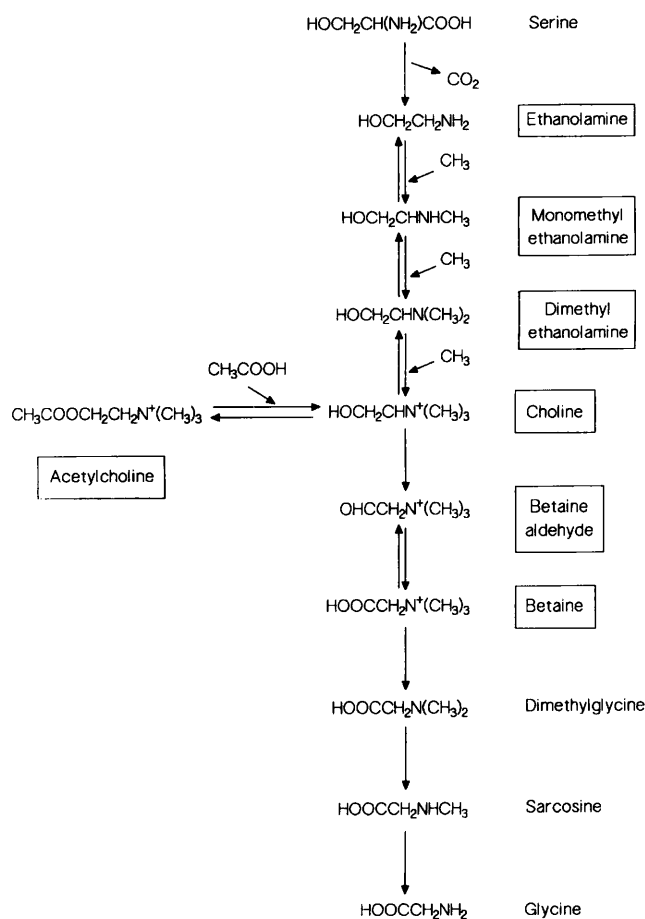 HOCH₂CH(NH₂)COOH Serine
CO₂
HOCH₂CH₂NH₂ Ethanolamine
CH₃
HOCH₂CHNHCH₃ Monomethyl
ethanolamine
CH₃
HOCH₂CHN(CH₃)₂ Dimethyl
ethanolamine
CH₃
CH₃COOH
CH₃COOCH₂CH₂N⁺(CH₃)₃ HOCH₂CHN⁺(CH₃)₃ Choline
Acetylcholine
OHCCH₂N⁺(CH₃)₃ Betaine
aldehyde
HOOCCH₂N⁺(CH₃)₃ Betaine
HOOCCH₂N(CH₃)₂ Dimethylglycine
HOOCCH₂NHCH₃ Sarcosine
HOOCCH₂NH₂ Glycine